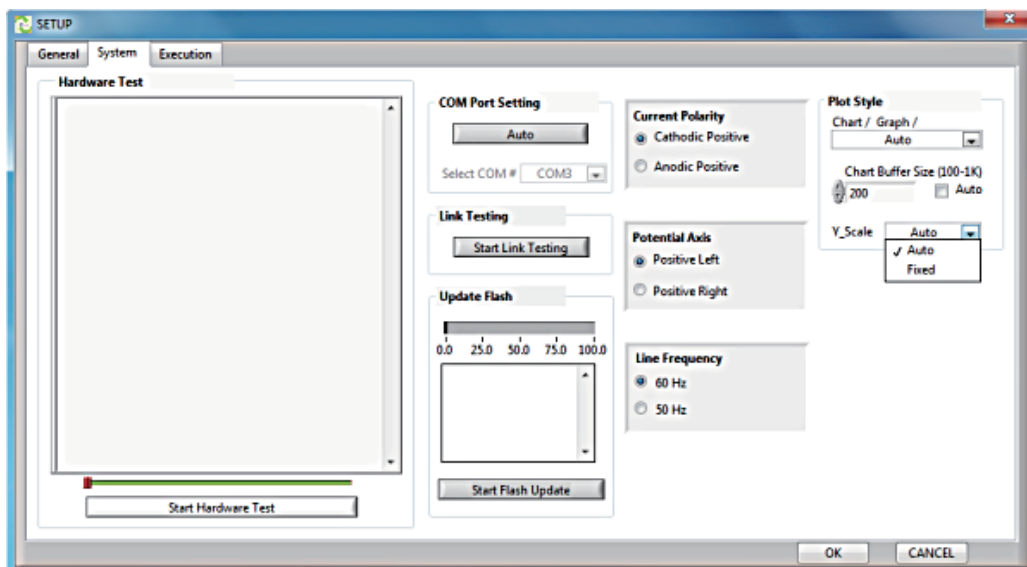 SETUP
General System Execution
Hardware Test
Start Hardware Test
COM Port Setting
Auto
Select COM # COM3
Link Testing
Start Link Testing
Update Flash
0.0 25.0 50.0 75.0 100.0
Start Flash Update
Current Polarity
Cathodic Positive
Anodic Positive
Potential Axis
Positive Left
Positive Right
Line Frequency
60 Hz
50 Hz
Plot Style
Chart / Graph /
Auto
Chart Buffer Size (100-1K)
200 Auto
Y_Scale Auto
Auto
Fixed
OK CANCEL